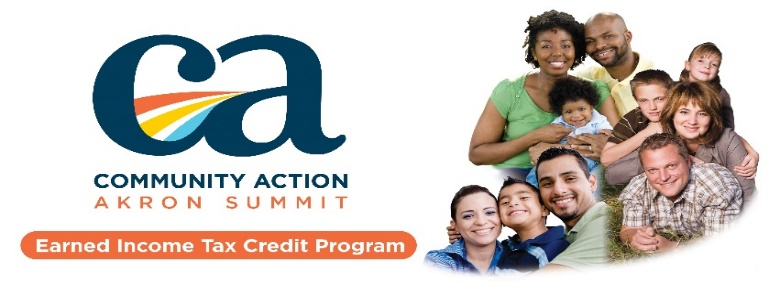 ca
COMMUNITY ACTION
AKRON SUMMIT
Earned Income Tax Credit Program